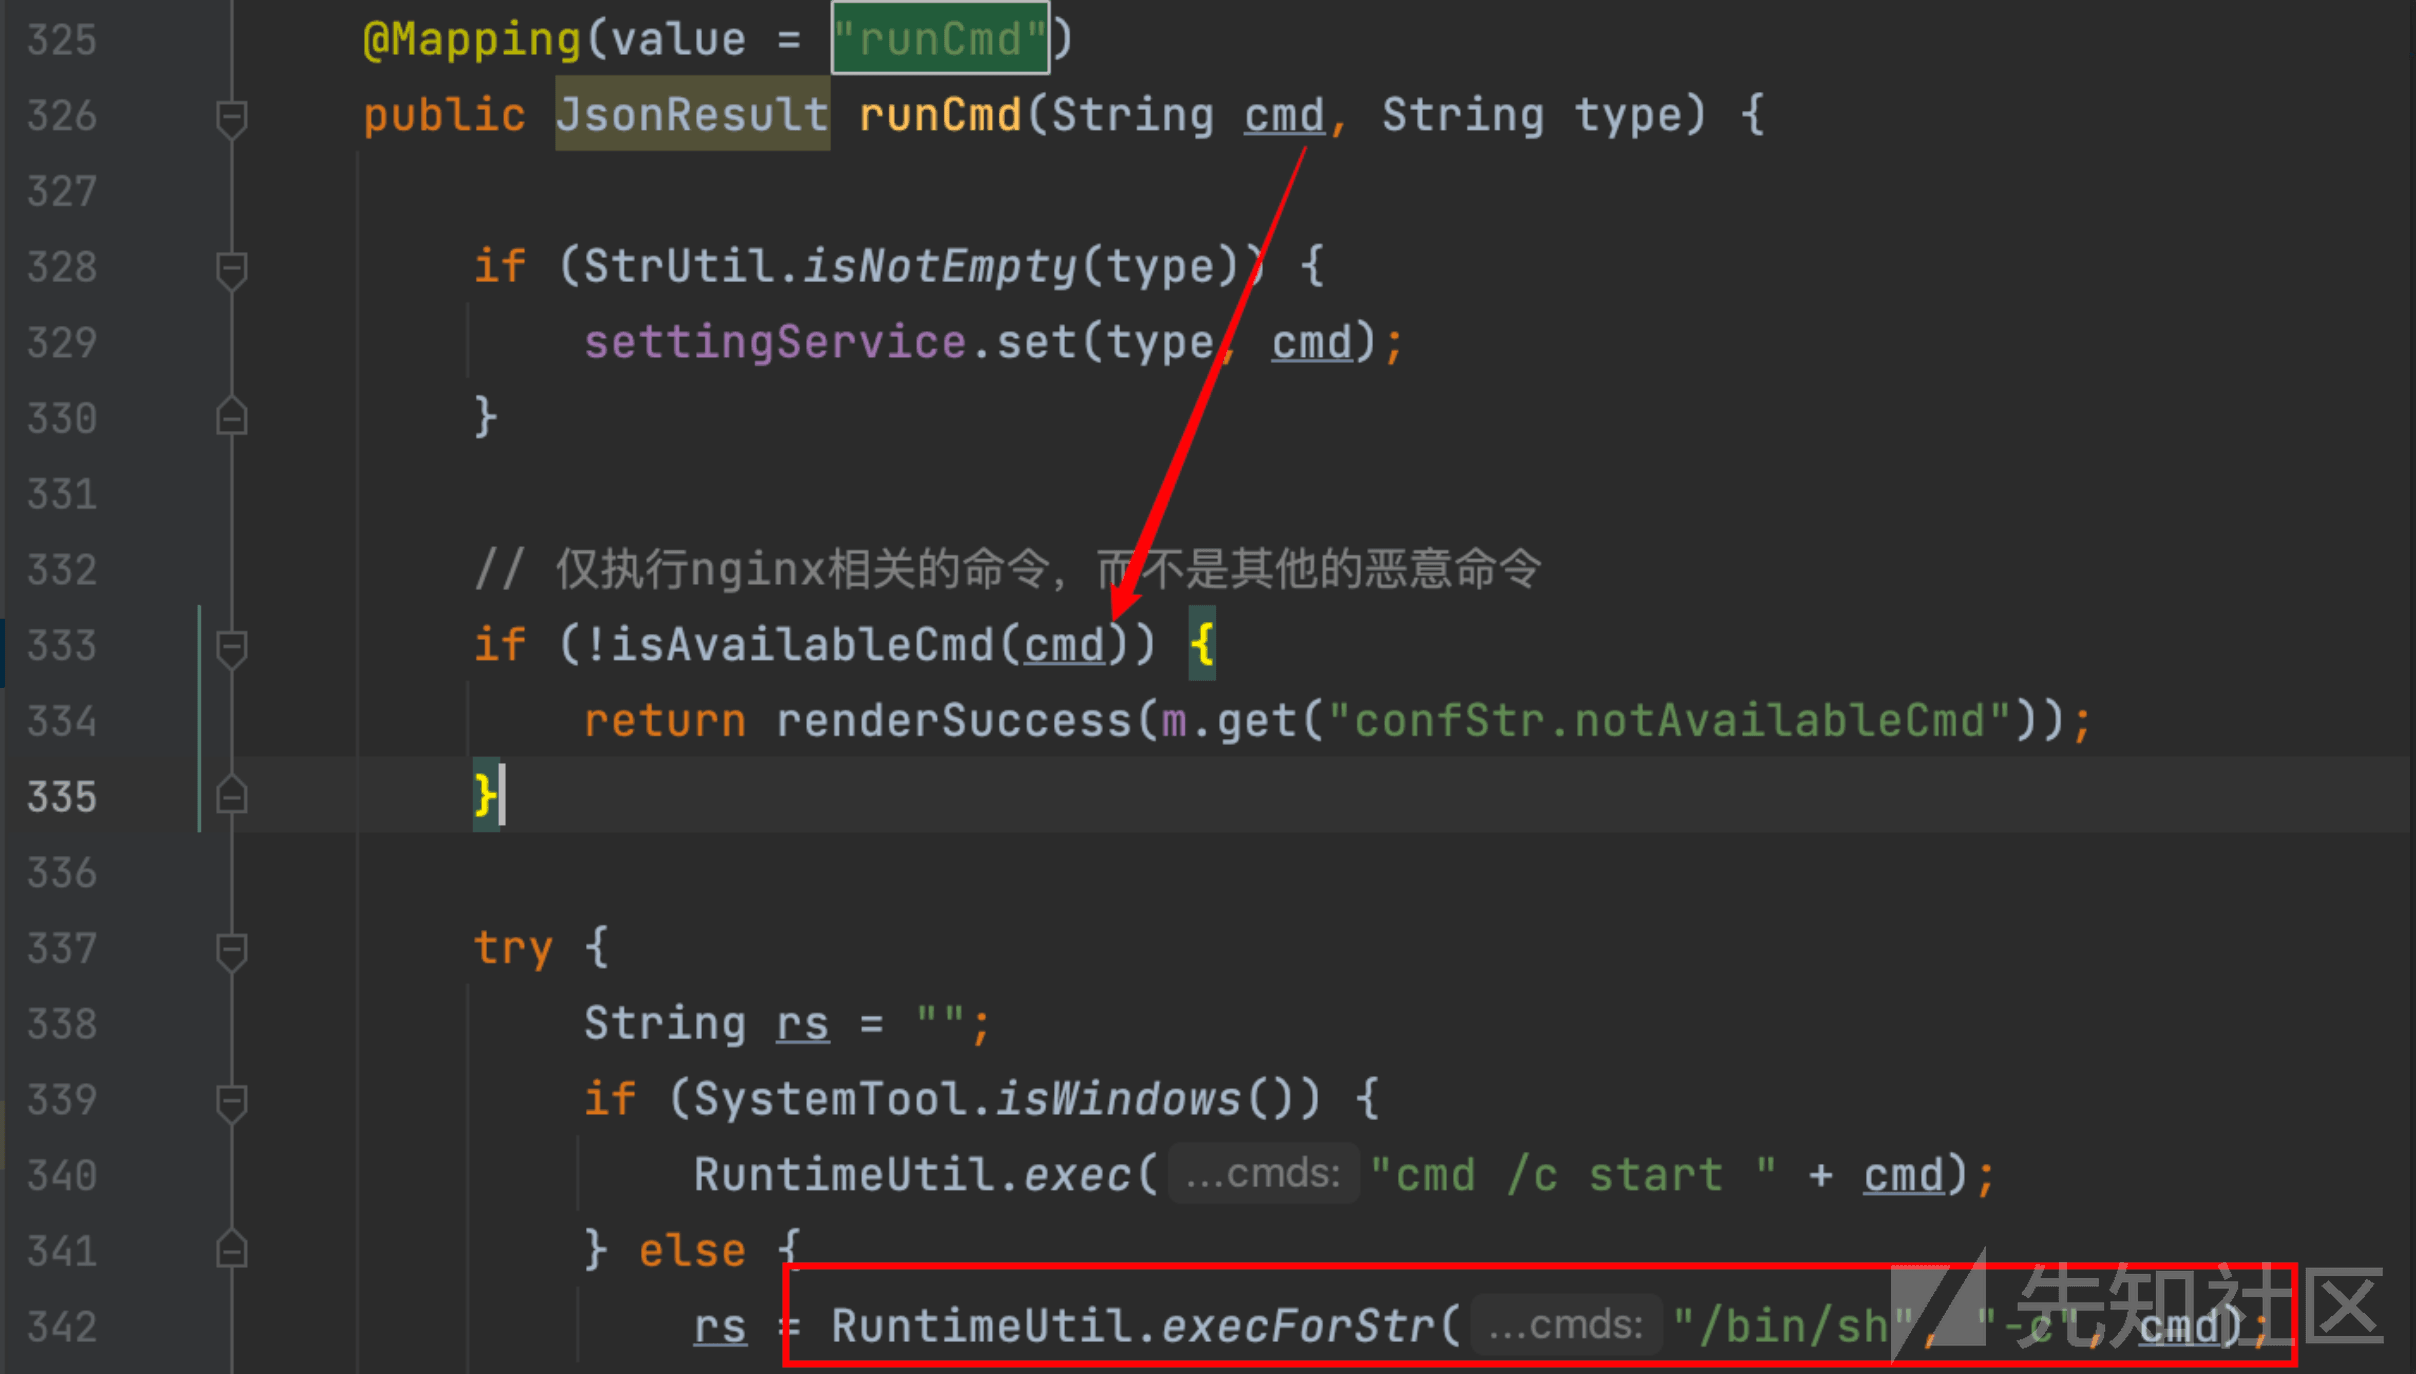 325 @Mapping(value = "runCmd")
326 public JsonResult runCmd(String cmd, String type) {
327
328 if (StrUtil.isNotEmpty(type)) {
329 settingService.set(type, cmd);
330 }
331
332 // 仅执行nginx相关的命令，而不是其他的恶意命令
333 if (!isAvailableCmd(cmd)) {
334 return renderSuccess(m.get("confStr.notAvailableCmd"));
335 }
336
337 try {
338 String rs = "";
339 if (SystemTool.isWindows()) {
340 RuntimeUtil.exec( ...cmds: "cmd /c start " + cmd);
341 } else {
342 rs = RuntimeUtil.execForStr( ...cmds: "/bin/sh", "-c", cmd);
先知社区